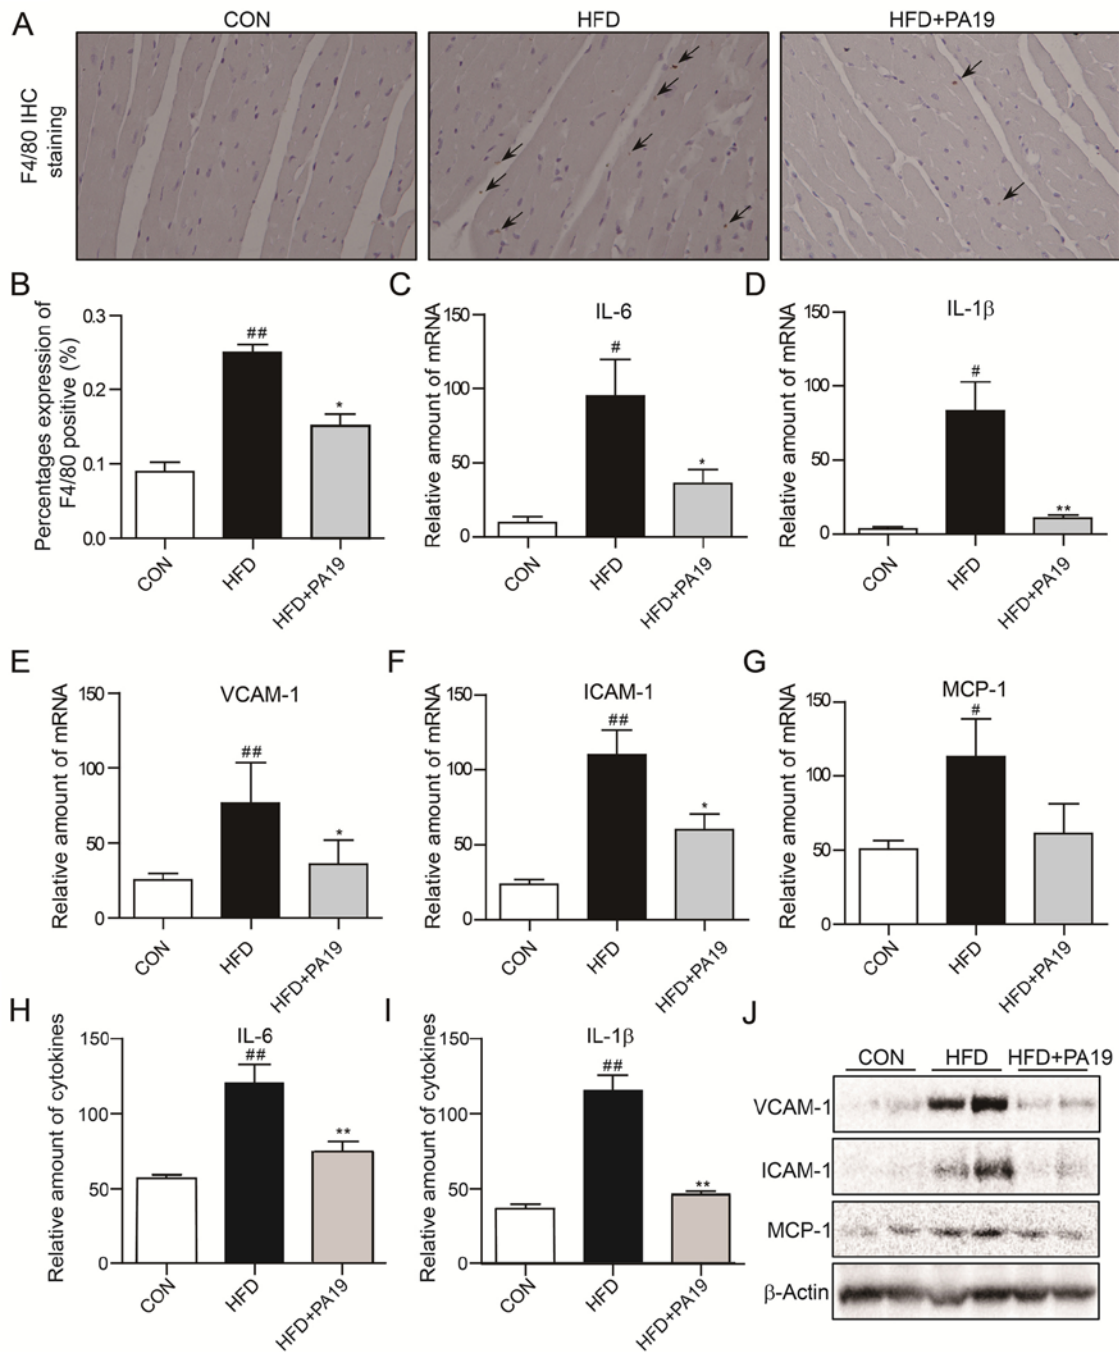 A
CON
HFD
HFD+PA19
F4/80 IHC
staining
B
Percentages expression of
F4/80 positive (%)
0.3
0.2
0.1
0.0
##
*
CON
HFD
HFD+PA19
C
IL-6
Relative amount of mRNA
150
100
50
0
#
*
CON
HFD
HFD+PA19
D
IL-1β
Relative amount of mRNA
150
100
50
0
#
**
CON
HFD
HFD+PA19
E
VCAM-1
Relative amount of mRNA
150
100
50
0
##
*
CON
HFD
HFD+PA19
F
ICAM-1
Relative amount of mRNA
150
100
50
0
##
*
CON
HFD
HFD+PA19
G
MCP-1
Relative amount of mRNA
150
100
50
0
#
CON
HFD
HFD+PA19
H
IL-6
Relative amount of cytokines
150
100
50
0
##
**
CON
HFD
HFD+PA19
I
IL-1β
Relative amount of cytokines
150
100
50
0
##
**
CON
HFD
HFD+PA19
J
CON
HFD
HFD+PA19
VCAM-1
ICAM-1
MCP-1
β-Actin